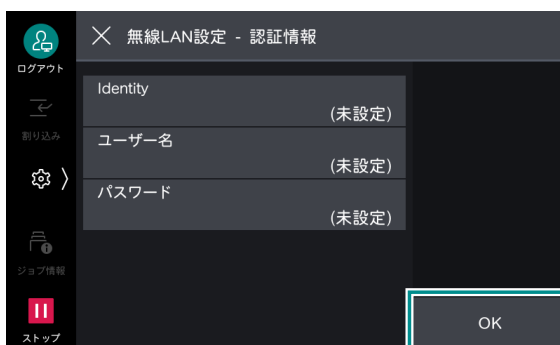 無線LAN設定 - 認証情報
ログアウト
Identity
(未設定)
割り込み
ユーザー名
(未設定)
パスワード
(未設定)
ジョブ情報
OK
ストップ